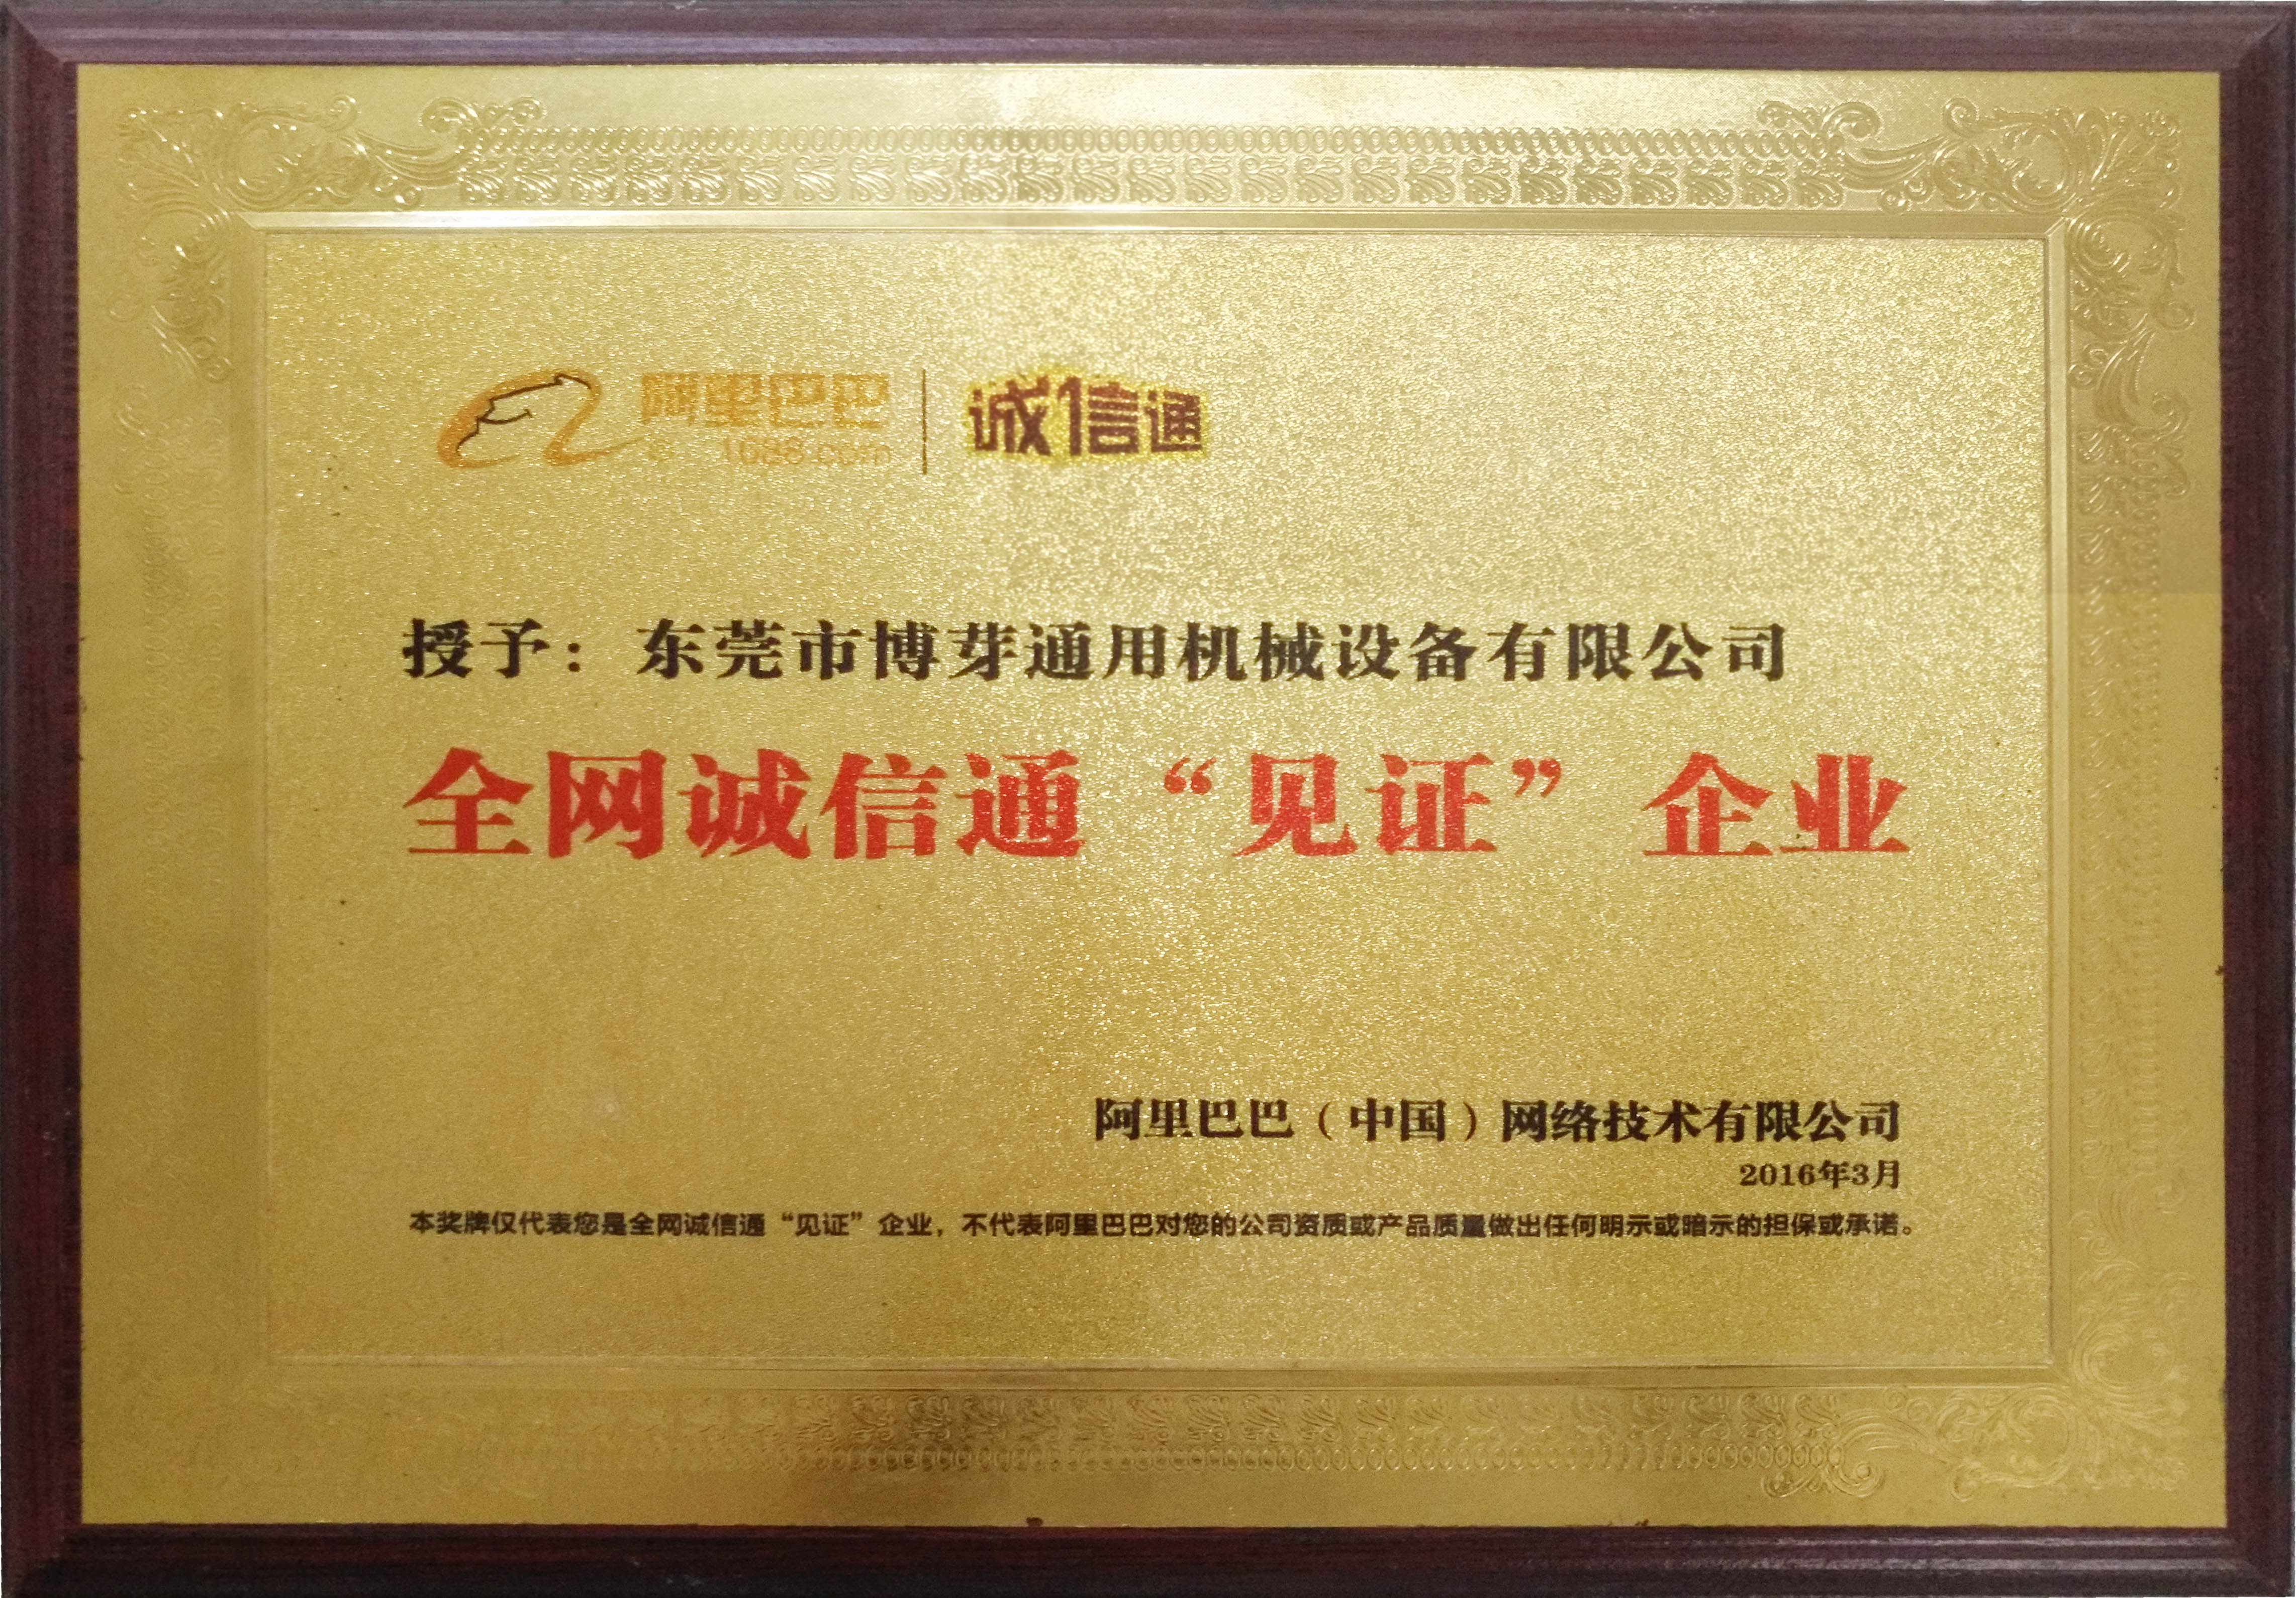 阿里巴巴 诚信通
1688.com
授予：东莞市博芽通用机械设备有限公司
全网诚信通“见证”企业
阿里巴巴（中国）网络技术有限公司
2016年3月
本奖牌仅代表您是全网诚信通“见证”企业，不代表阿里巴巴对您的公司资质或产品质量做出任何明示或暗示的担保或承诺。